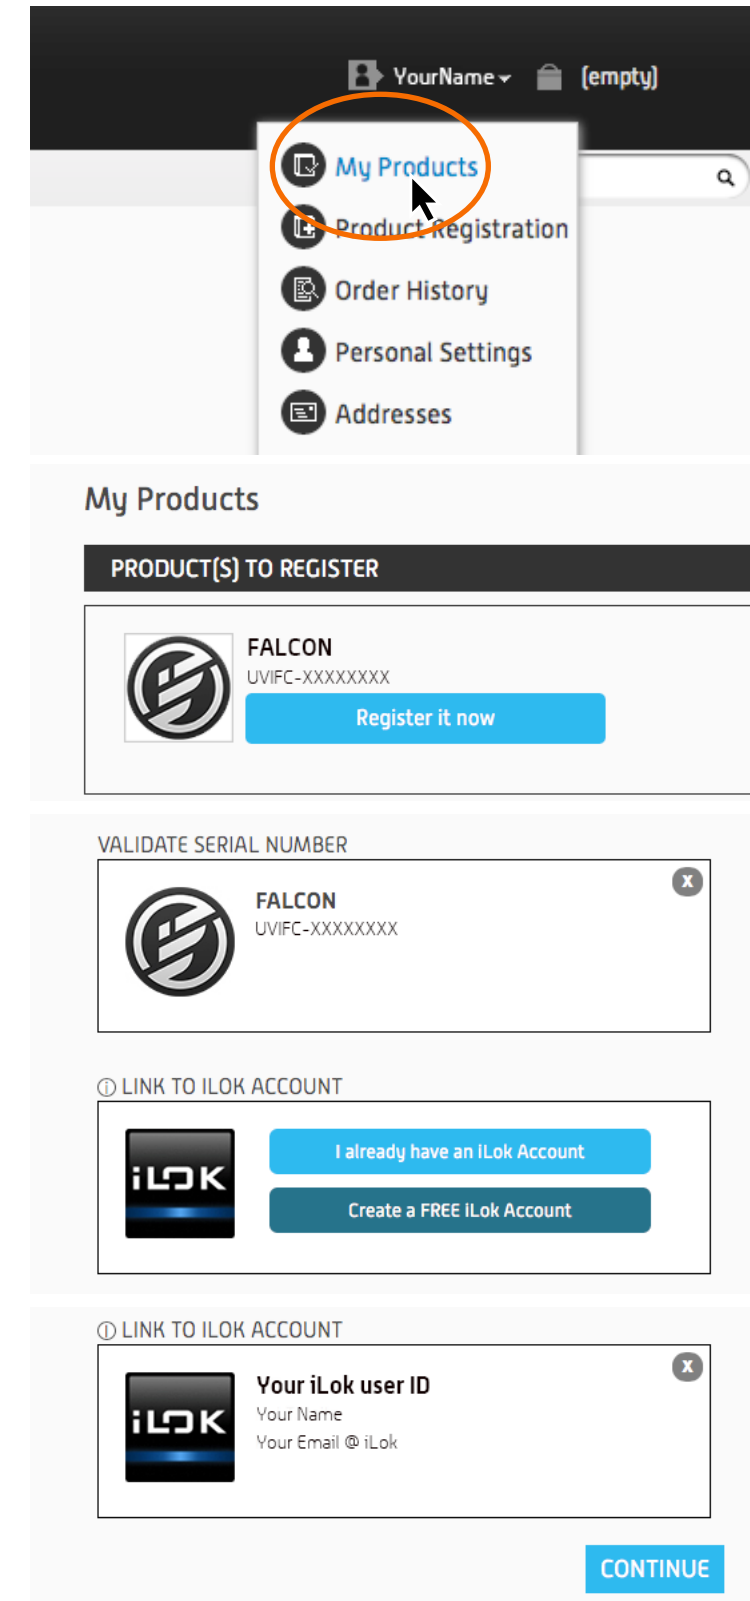 YourName (empty)
My Products
Product Registration
Order History
Personal Settings
Addresses
My Products
PRODUCT(S) TO REGISTER
FALCON
UVIFC-XXXXXXXX
Register it now
VALIDATE SERIAL NUMBER
X
FALCON
UVIFC-XXXXXXXX
LINK TO ILOK ACCOUNT
I already have an iLok Account
iLOK
Create a FREE iLok Account
LINK TO ILOK ACCOUNT
X
Your iLok user ID
Your Name
iLOK
Your Email @ iLok
CONTINUE